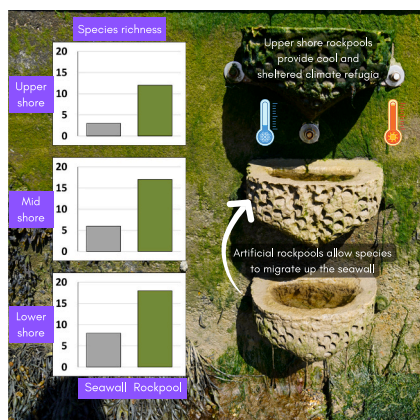 Species richness
20
15
10
5
0
Upper
shore
20
15
10
5
0
Mid
shore
20
15
10
5
0
Lower
shore
Seawall Rockpool
Upper shore rockpools
provide cool and
sheltered climate refugia
Artificial rockpools allow species
to migrate up the seawall